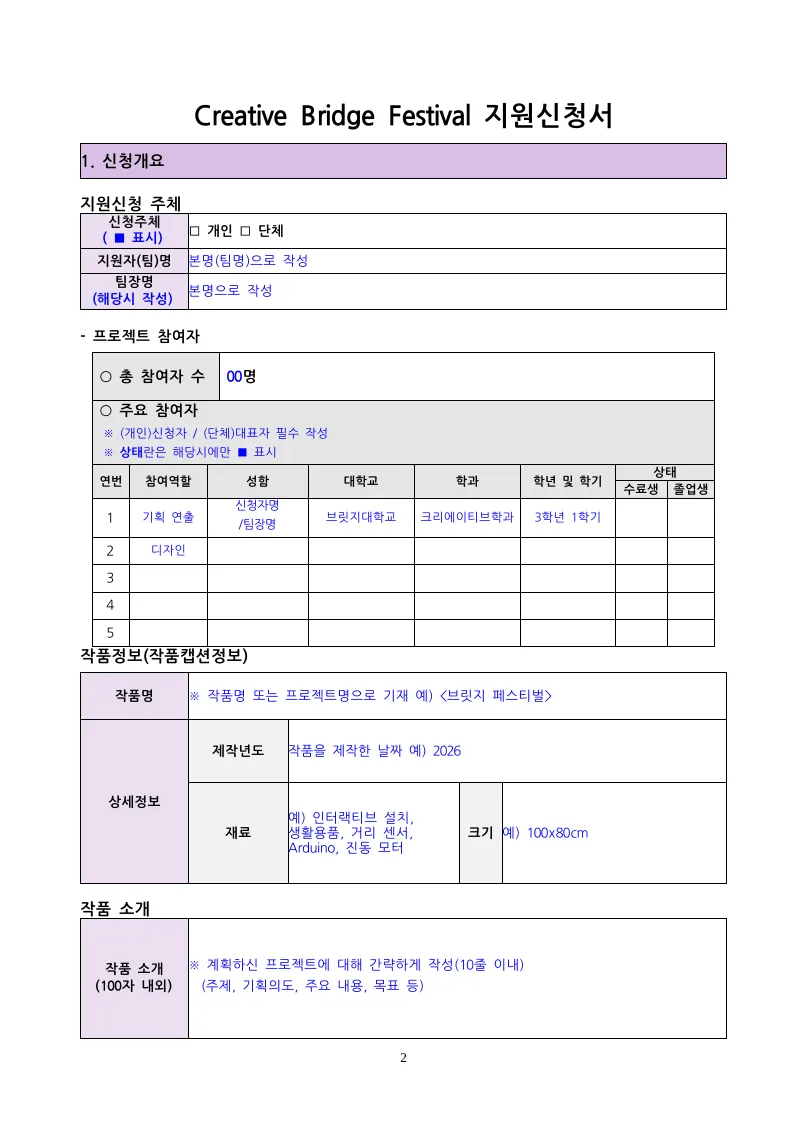 Creative Bridge Festival 지원신청서
1. 신청개요
지원신청 주체
신청주체
( ■ 표시)
□ 개인 □ 단체
지원자(팀)명
본명(팀명)으로 작성
팀장명
(해당시 작성)
본명으로 작성
- 프로젝트 참여자
○ 총 참여자 수
00명
○ 주요 참여자
※ (개인)신청자 / (단체)대표자 필수 작성
※ 상태란은 해당시에만 ■ 표시
연번 참여역할 성함 대학교 학과 학년 및 학기 상태
수료생 졸업생
1 기획 연출 신청자명
/팀장명 브릿지대학교 크리에이티브학과 3학년 1학기
2 디자인
3
4
5
작품정보(작품캡션정보)
작품명
※ 작품명 또는 프로젝트명으로 기재 예) <브릿지 페스티벌>
상세정보
제작년도
작품을 제작한 날짜 예) 2026
재료
예) 인터랙티브 설치,
생활용품, 거리 센서,
Arduino, 진동 모터
크기
예) 100x80cm
작품 소개
작품 소개
(100자 내외)
※ 계획하신 프로젝트에 대해 간략하게 작성(10줄 이내)
(주제, 기획의도, 주요 내용, 목표 등)
2